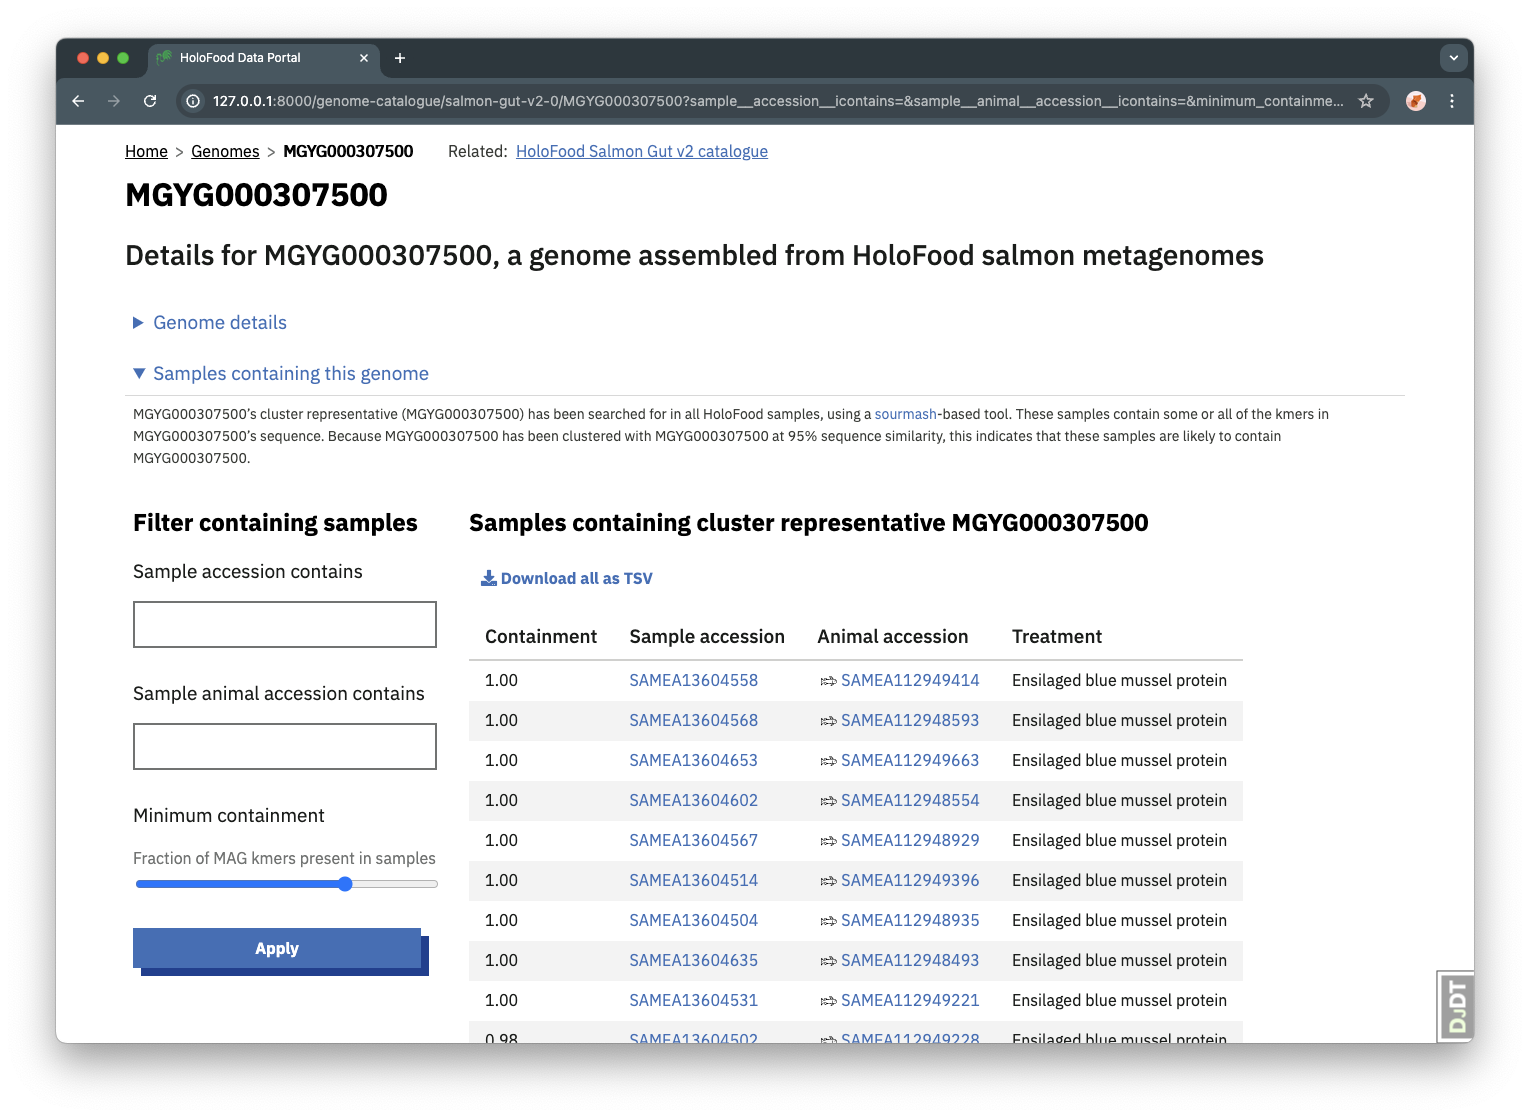 HoloFood Data Portal
127.0.0.1:8000/genome-catalogue/salmon-gut-v2-0/MGYG000307500?sample__accession__icontains=&sample__animal__accession__icontains=&minimum_containme...
Home > Genomes > MGYG000307500 Related: HoloFood Salmon Gut v2 catalogue
MGYG000307500
Details for MGYG000307500, a genome assembled from HoloFood salmon metagenomes
Genome details
Samples containing this genome
MGYG000307500's cluster representative (MGYG000307500) has been searched for in all HoloFood samples, using a sourmash-based tool. These samples contain some or all of the kmers in
MGYG000307500's sequence. Because MGYG000307500 has been clustered with MGYG000307500 at 95% sequence similarity, this indicates that these samples are likely to contain
MGYG000307500.
Filter containing samples
Sample accession contains
Sample animal accession contains
Minimum containment
Fraction of MAG kmers present in samples
Apply
Samples containing cluster representative MGYG000307500
Download all as TSV
Containment Sample accession Animal accession Treatment
1.00 SAMEA13604558 SAMEA112949414 Ensilaged blue mussel protein
1.00 SAMEA13604568 SAMEA112948593 Ensilaged blue mussel protein
1.00 SAMEA13604653 SAMEA112949663 Ensilaged blue mussel protein
1.00 SAMEA13604602 SAMEA112948554 Ensilaged blue mussel protein
1.00 SAMEA13604567 SAMEA112948929 Ensilaged blue mussel protein
1.00 SAMEA13604514 SAMEA112949396 Ensilaged blue mussel protein
1.00 SAMEA13604504 SAMEA112948935 Ensilaged blue mussel protein
1.00 SAMEA13604635 SAMEA112948493 Ensilaged blue mussel protein
1.00 SAMEA13604531 SAMEA112949221 Ensilaged blue mussel protein
0.98 SAMEA13604502 SAMEA112949228 Ensilaged blue mussel protein
DJDT